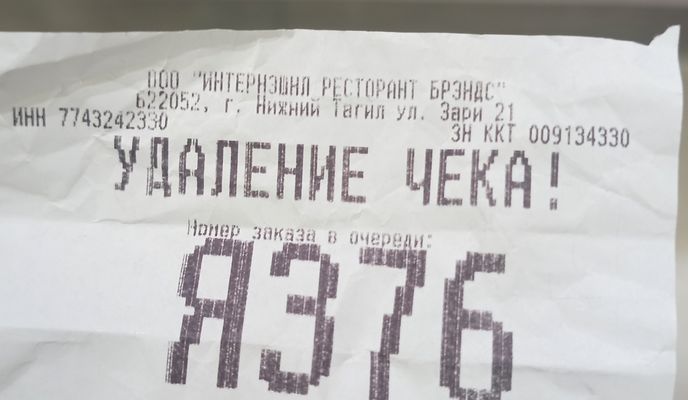 ООО "ИНТЕРНЭШНЛ РЕСТОРАНТ БРЭНДС"
622052, г. Нижний Тагил ул. Зари 21
ИНН 7743242330 ЗН ККТ 009134330
УДАЛЕНИЕ ЧЕКА!
Номер заказа в очереди:
Я376